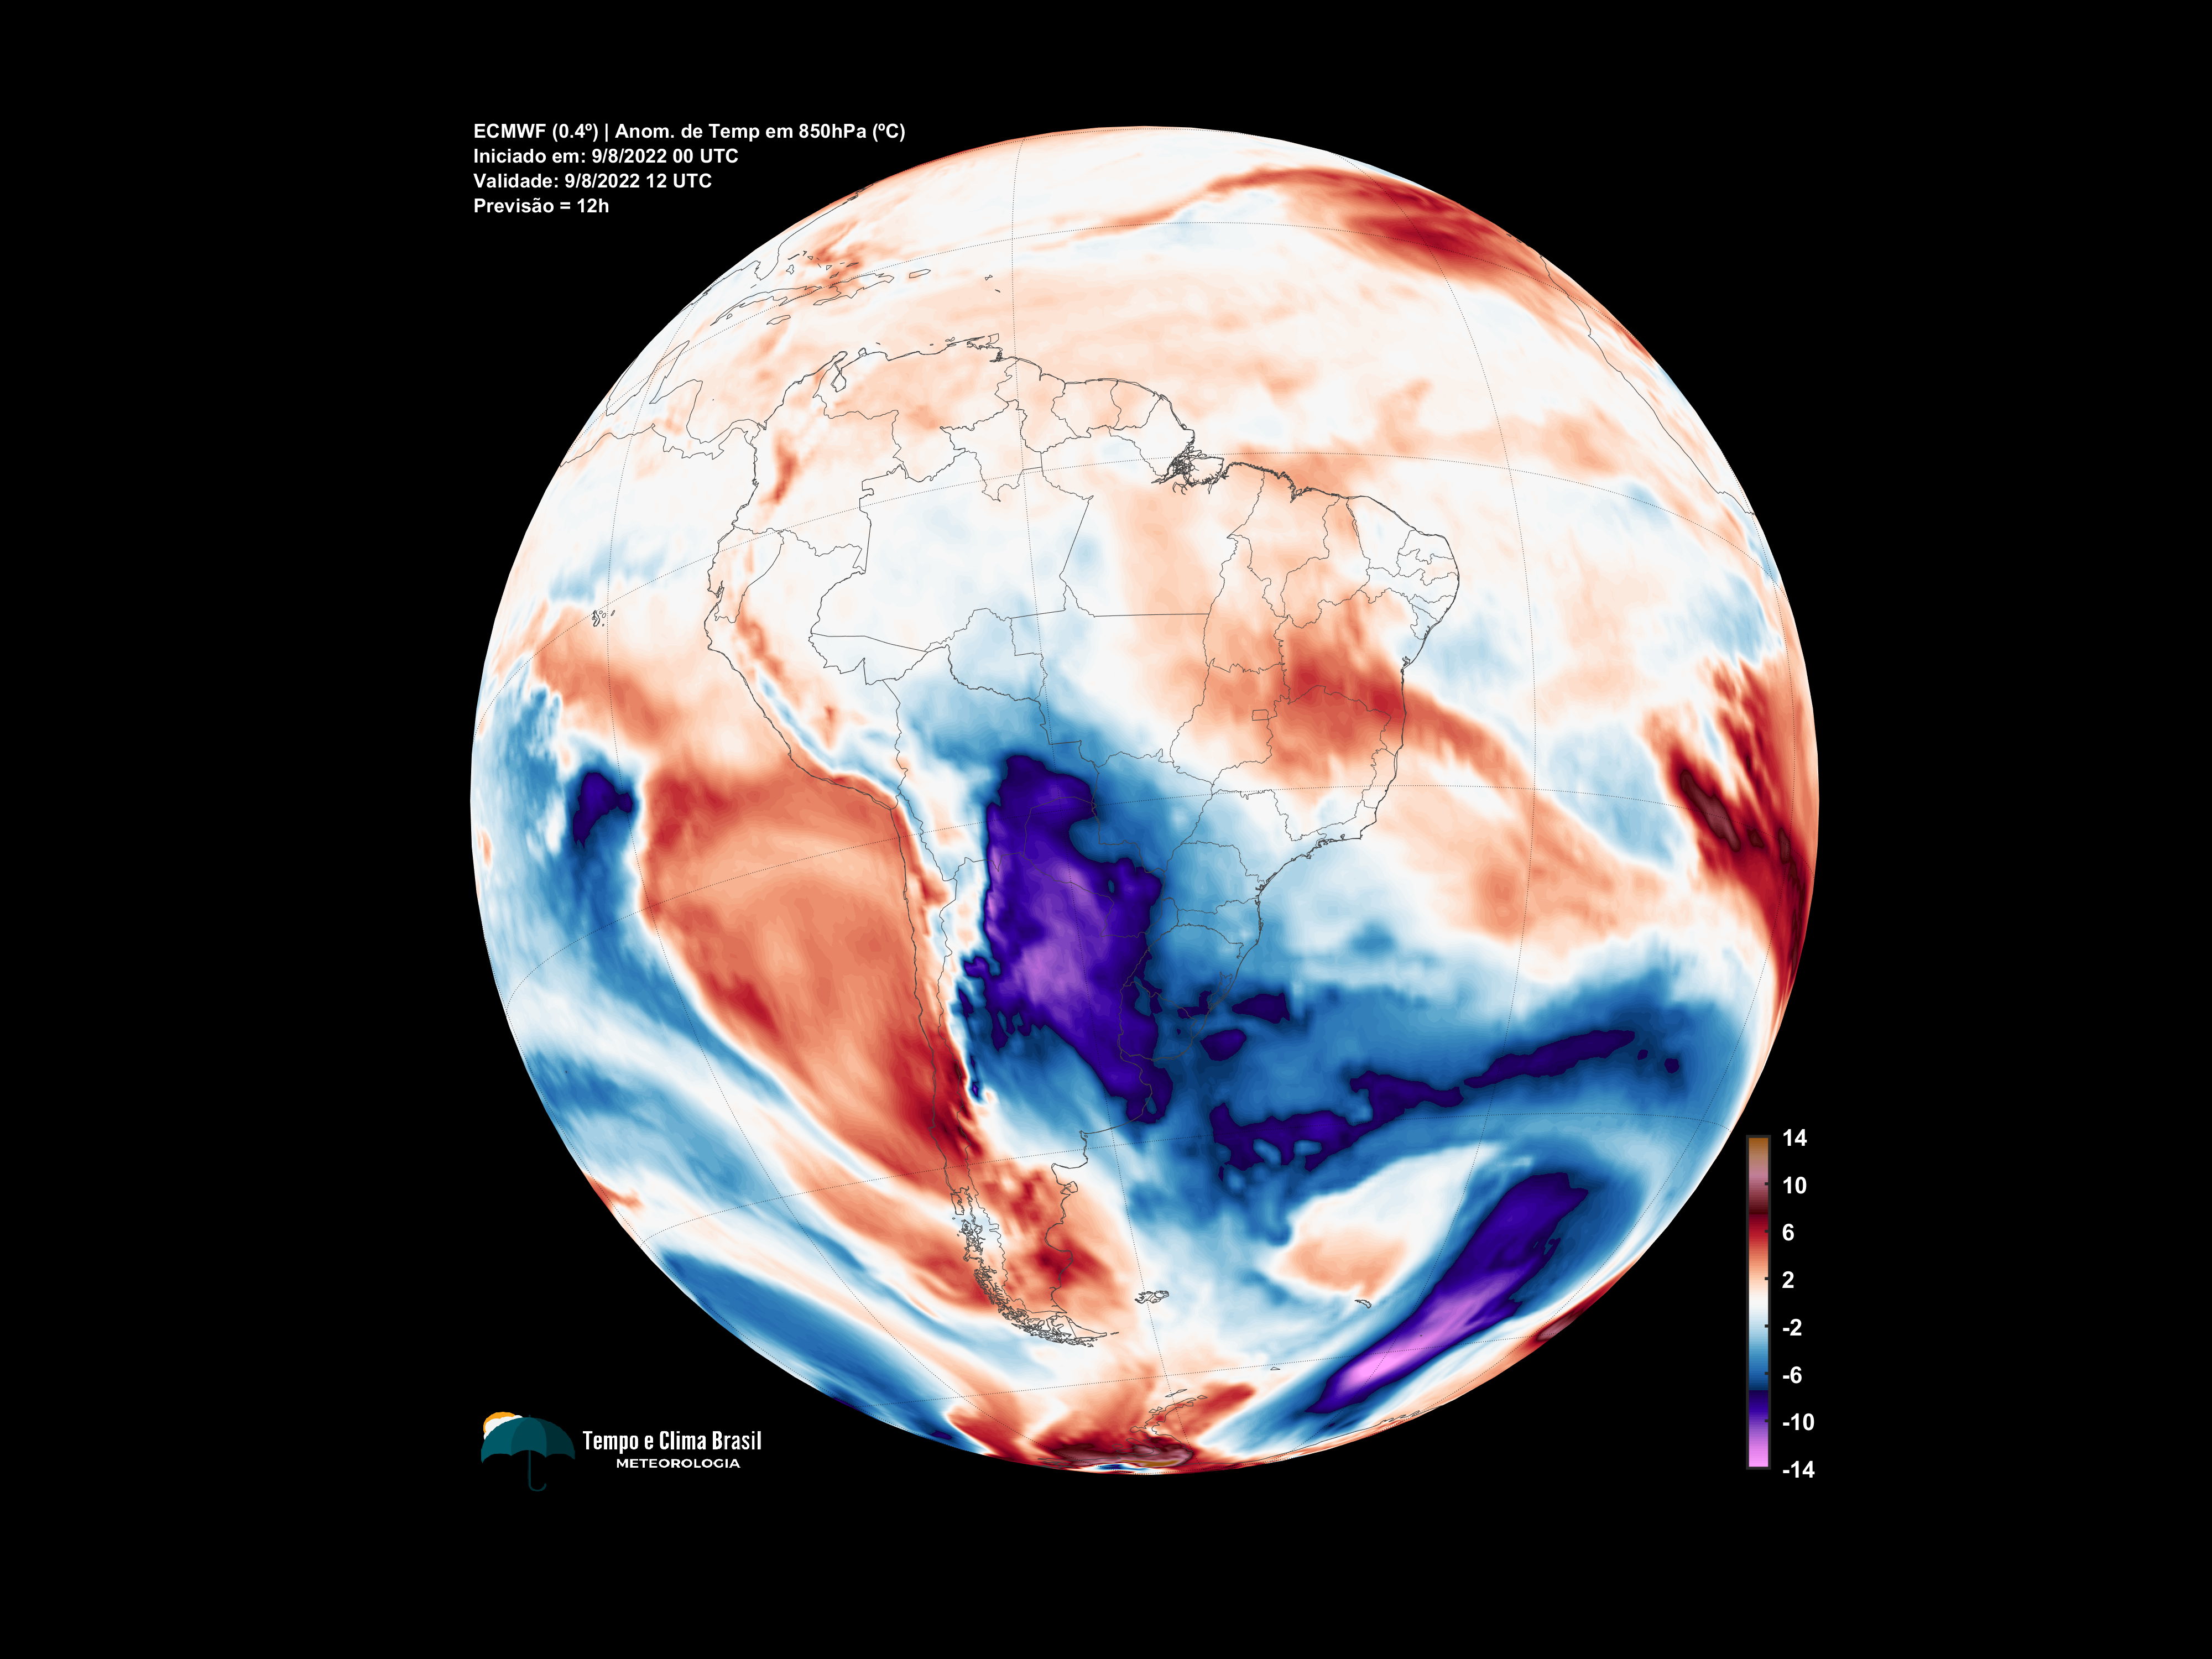 ECMWF (0.4º) | Anom. de Temp em 850hPa (ºC)
Iniciado em: 9/8/2022 00 UTC
Validade: 9/8/2022 12 UTC
Previsão = 12h
14
10
6
2
-2
-6
-10
-14
Tempo e Clima Brasil
METEOROLOGIA